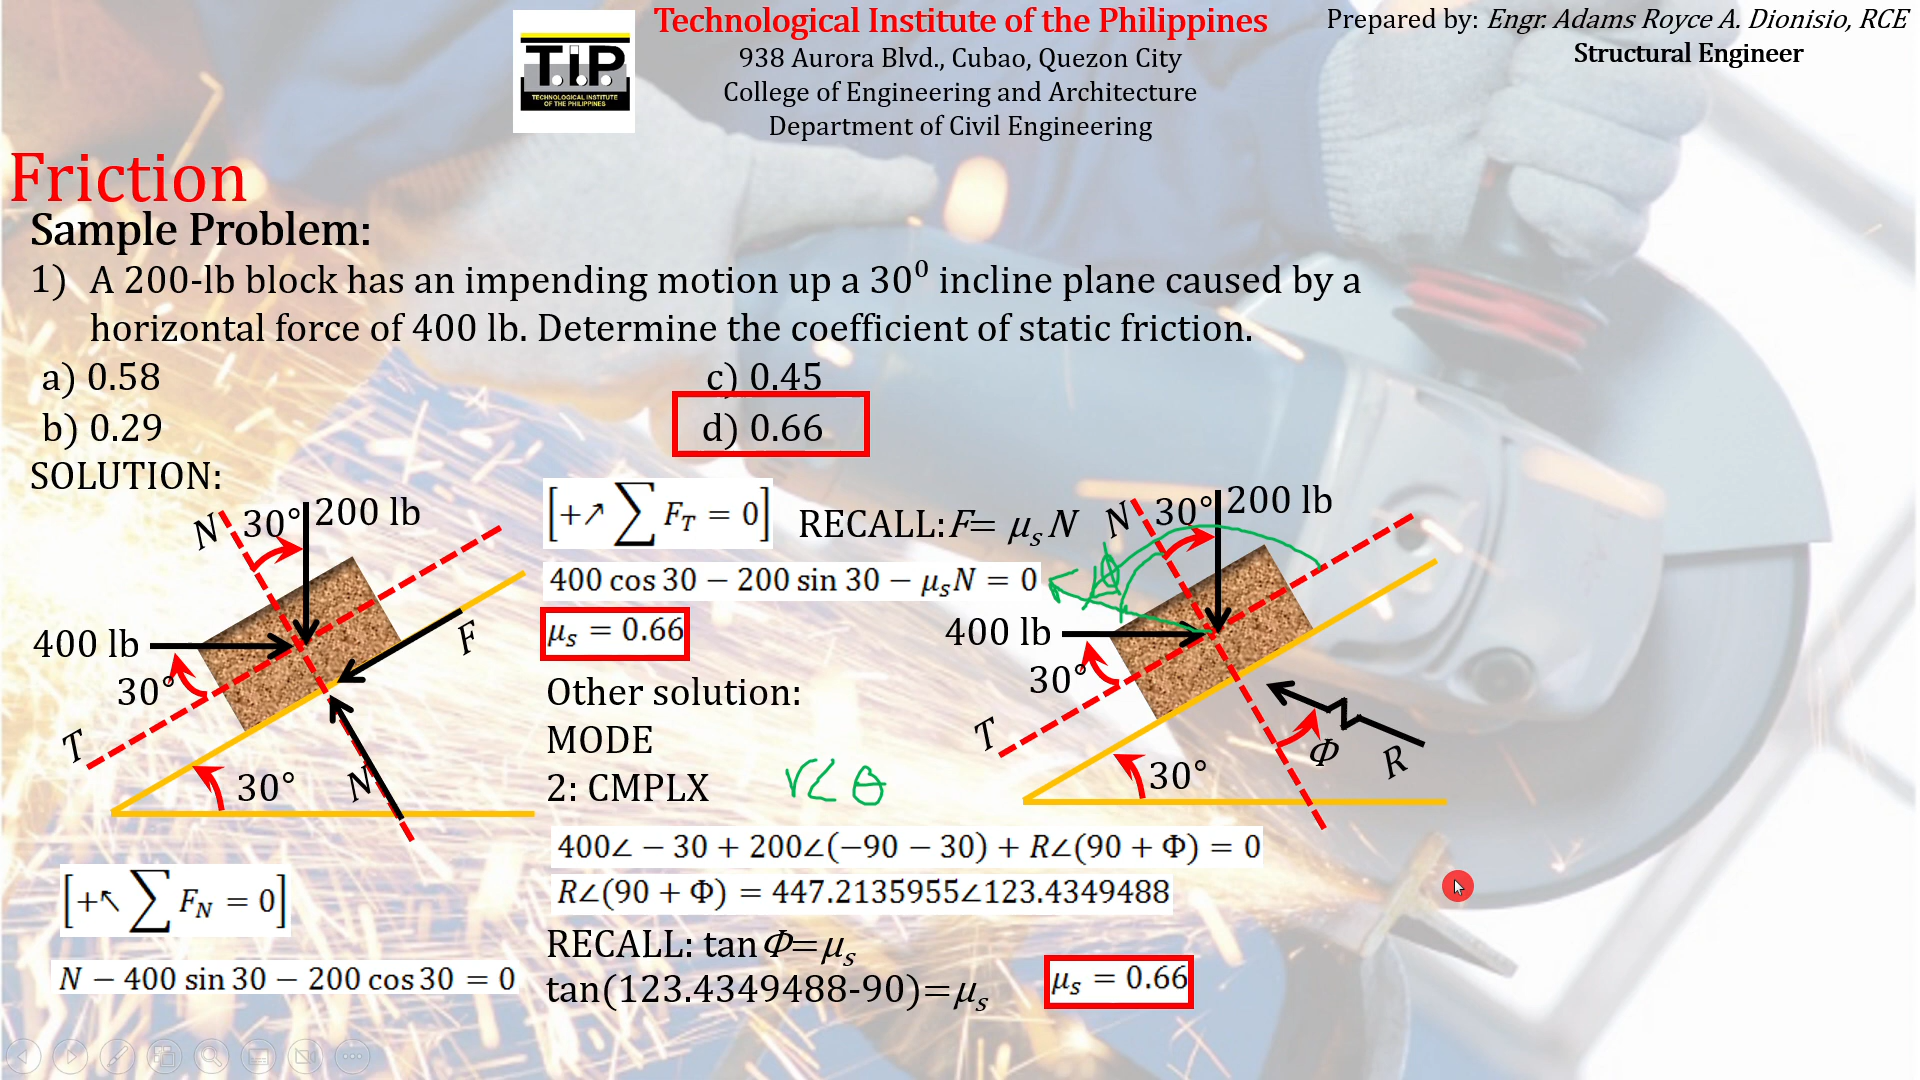 T.I.P
TECHNOLOGICAL INSTITUTE
OF THE PHILIPPINES
Technological Institute of the Philippines
938 Aurora Blvd., Cubao, Quezon City
College of Engineering and Architecture
Department of Civil Engineering
Prepared by: Engr. Adams Royce A. Dionisio, RCE
Structural Engineer
Friction
Sample Problem:
1) A 200-lb block has an impending motion up a 30⁰ incline plane caused by a
horizontal force of 400 lb. Determine the coefficient of static friction.
a) 0.58
c) 0.45
b) 0.29
d) 0.66
SOLUTION:
N
30°
200 lb
400 lb
30°
F
T
30°
N
[+↖ ∑ F_N = 0]
N − 400 sin 30 − 200 cos 30 = 0
[+↗ ∑ F_T = 0]
RECALL: F= μ_s N
400 cos 30 − 200 sin 30 − μ_s N = 0
μ_s = 0.66
Other solution:
MODE
2: CMPLX
r∠θ
400∠ − 30 + 200∠(−90 − 30) + R∠(90 + Φ) = 0
R∠(90 + Φ) = 447.2135955∠123.4349488
RECALL: tan Φ=μ_s
tan(123.4349488-90)=μ_s
μ_s = 0.66
N
30°
200 lb
400 lb
30°
T
30°
Φ
R